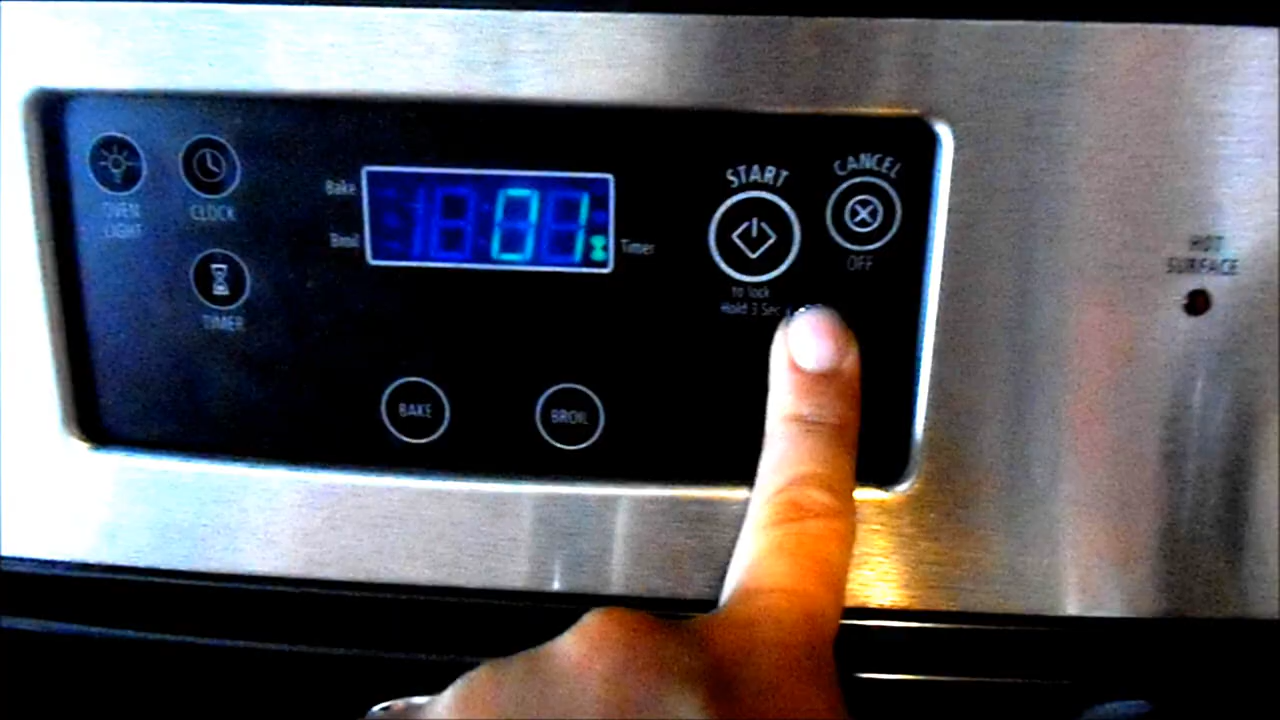 OVEN
LIGHT
CLOCK
TIMER
Bake
Broil
01
Timer
START
to lock
Hold 3 Sec
CANCEL
OFF
BAKE
BROIL
HOT
SURFACE